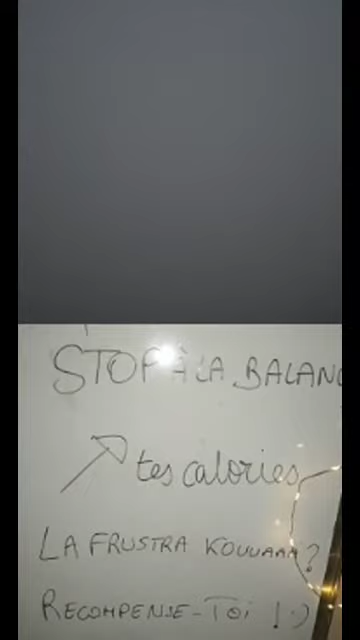 STOP À LA BALANC
↗ tes calories
LA FRUSTRA KOUUAAA ?
RECOMPENSE-TOI ! :)